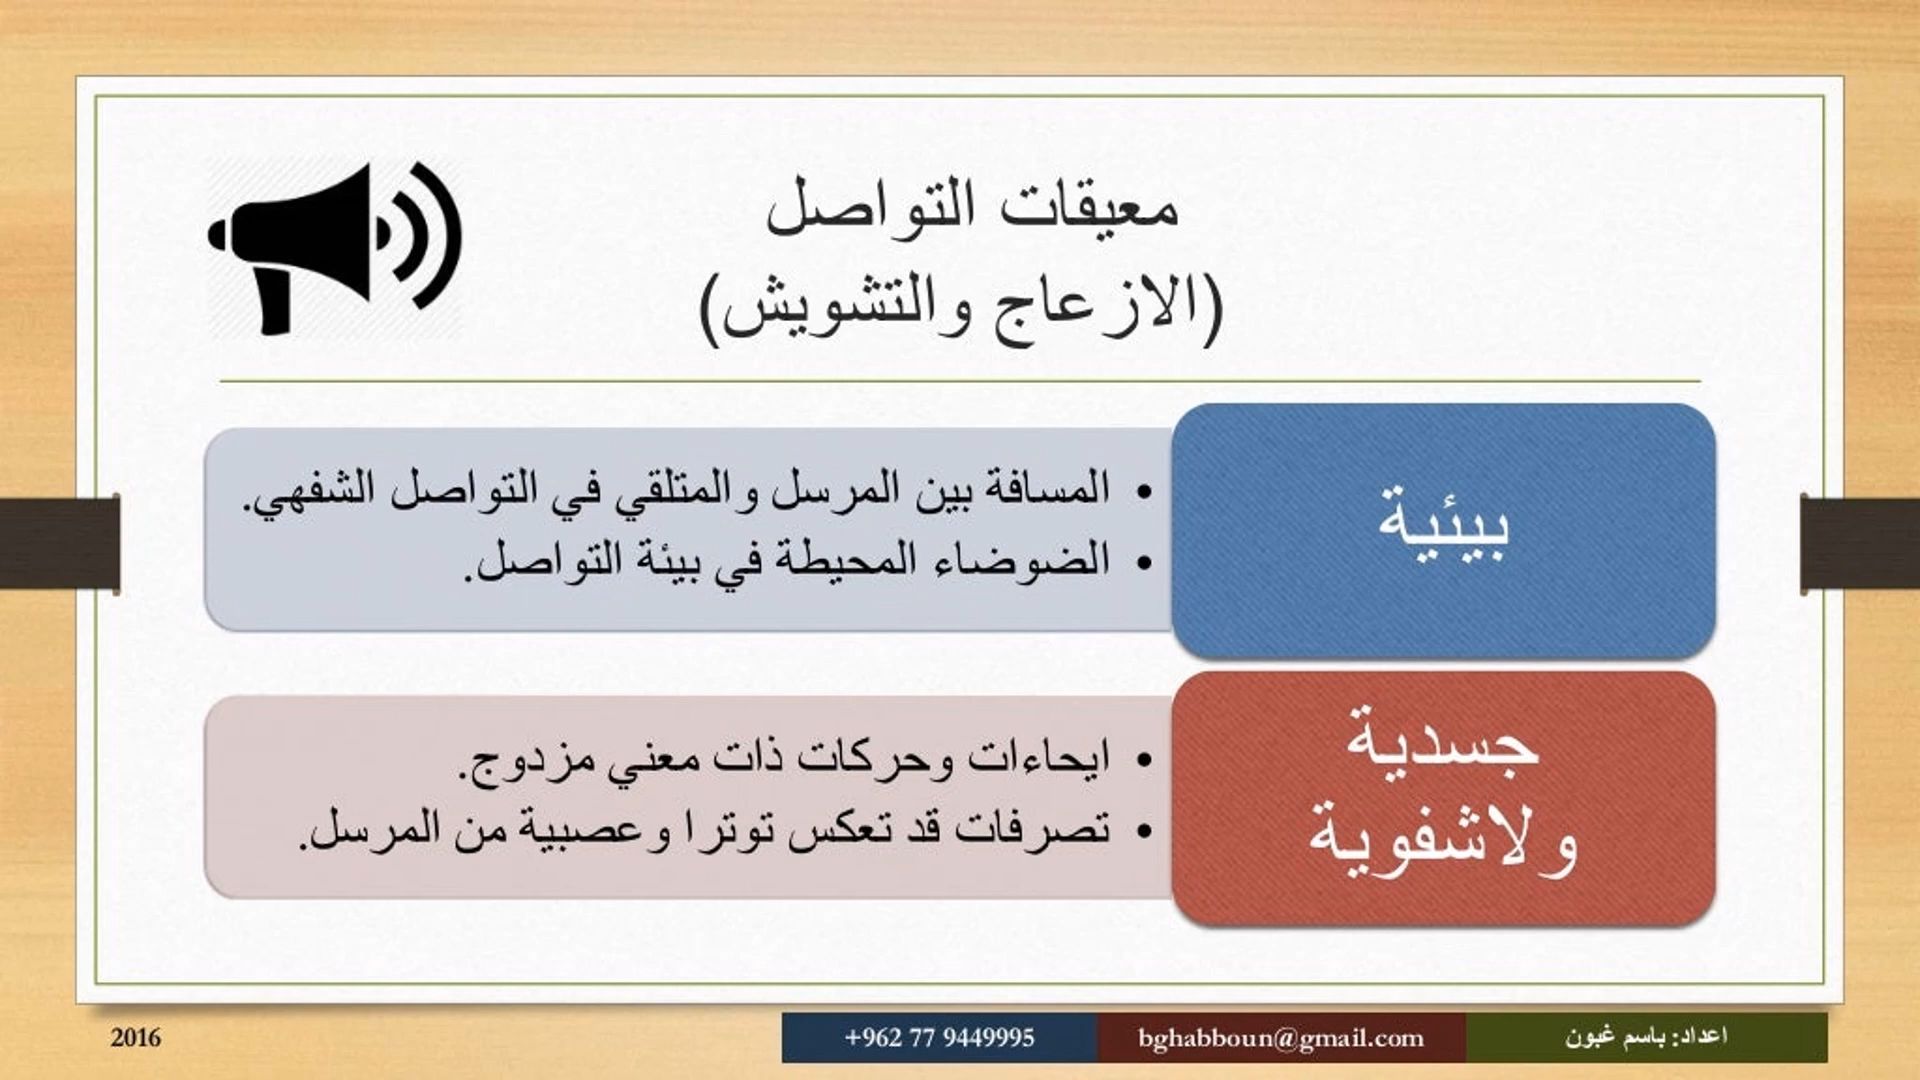 معيقات التواصل
(الازعاج والتشويش)
بيئية
• المسافة بين المرسل والمتلقي في التواصل الشفهي.
• الضوضاء المحيطة في بيئة التواصل.
جسدية
ولاشفوية
• ايحاءات وحركات ذات معني مزدوج.
• تصرفات قد تعكس توترا وعصبية من المرسل.
اعداد: باسم غبون
bghabboun@gmail.com
+962 77 9449995
2016